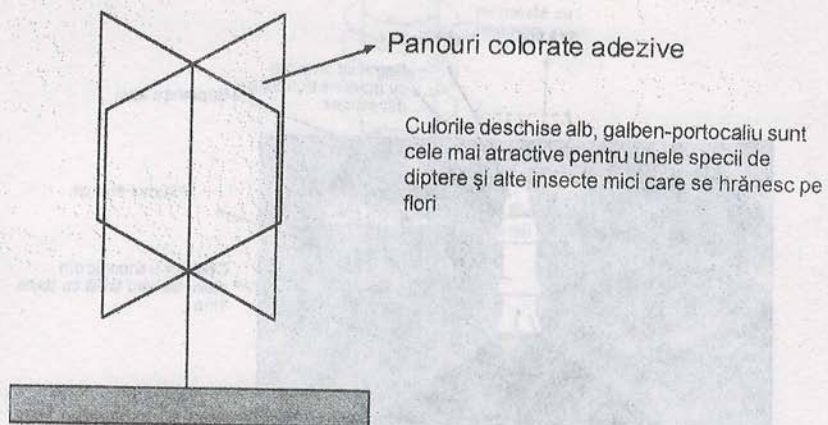 Panouri colorate adezive
Culorile deschise alb, galben-portocaliu sunt
cele mai atractive pentru unele specii de
diptere şi alte insecte mici care se hrănesc pe
flori